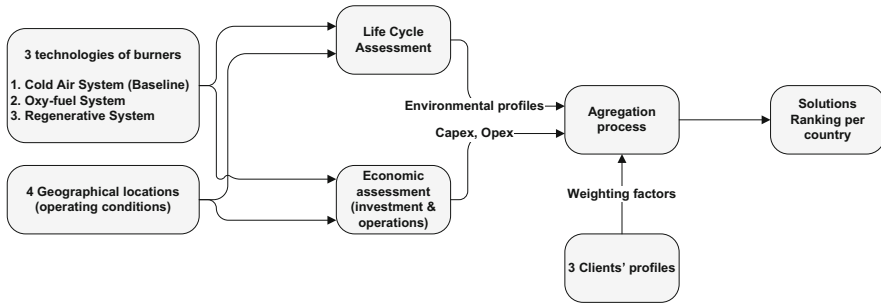 3 technologies of burners
1. Cold Air System (Baseline)
2. Oxy-fuel System
3. Regenerative System
4 Geographical locations
(operating conditions)
Life Cycle
Assessment
Economic
assessment
(investment &
operations)
Environmental profiles
Capex, Opex
Agregation
process
Weighting factors
3 Clients' profiles
Solutions
Ranking per
country